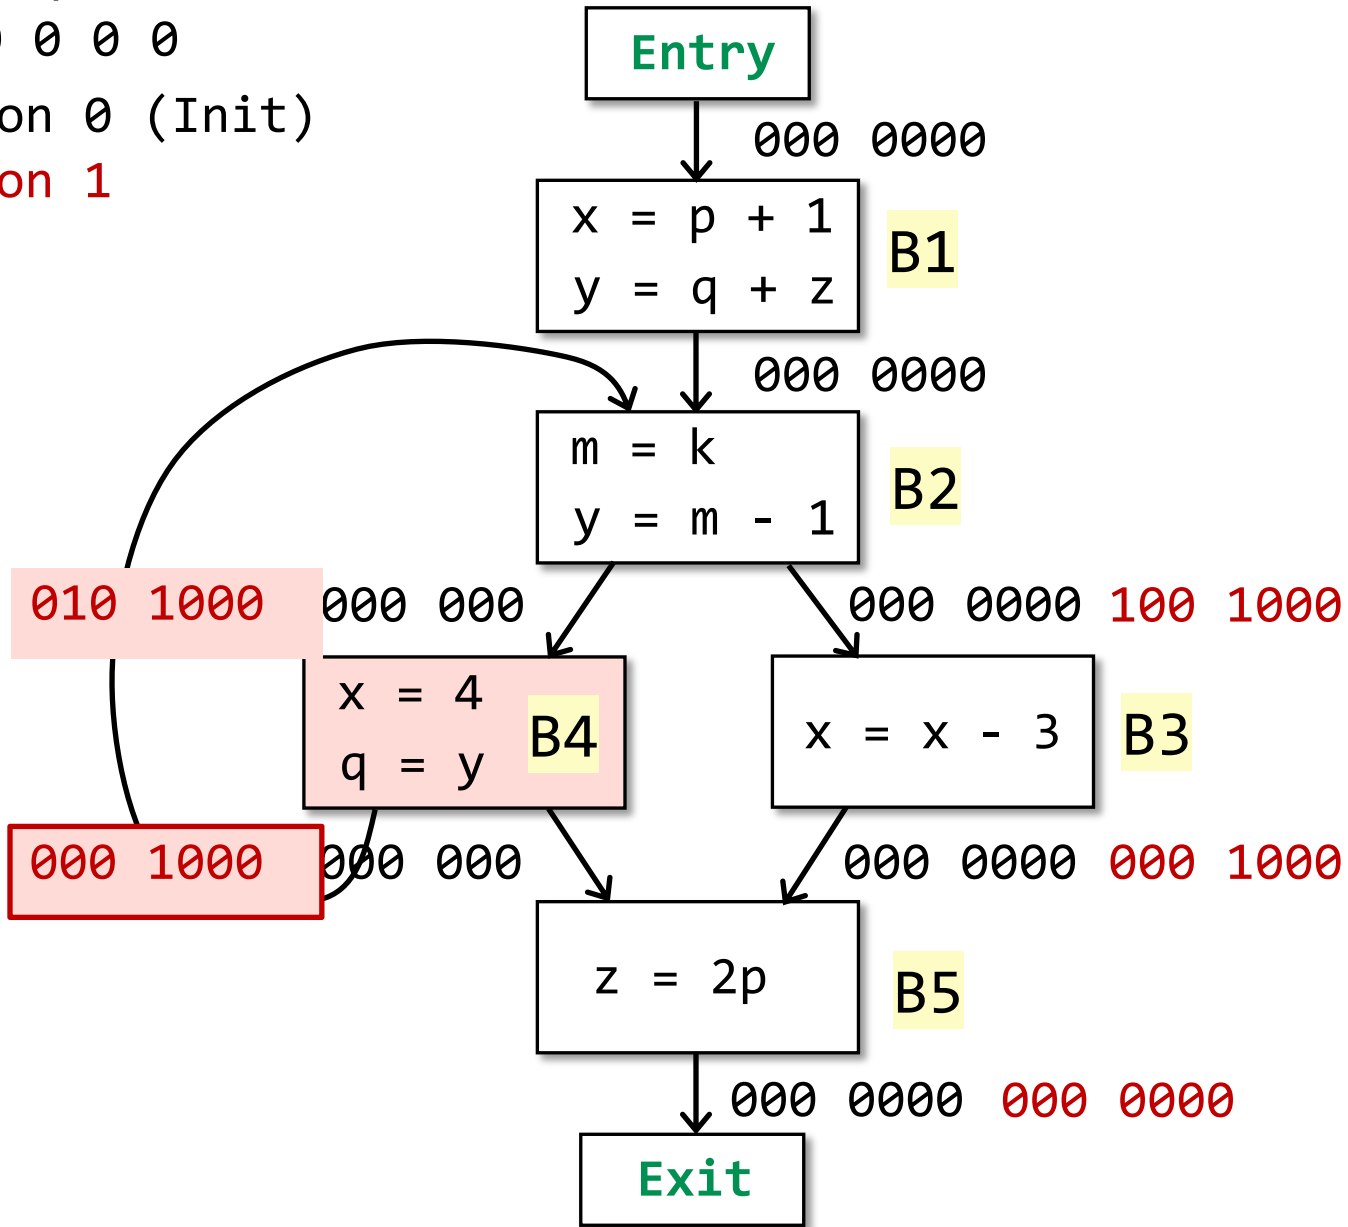 0 0 0
on 0 (Init)
on 1
Entry
000 0000
x = p + 1
y = q + z
B1
000 0000
m = k
y = m - 1
B2
010 1000
000 000
000 0000 100 1000
x = 4
q = y
B4
x = x - 3
B3
000 1000
000 000
000 0000 000 1000
z = 2p
B5
000 0000 000 0000
Exit